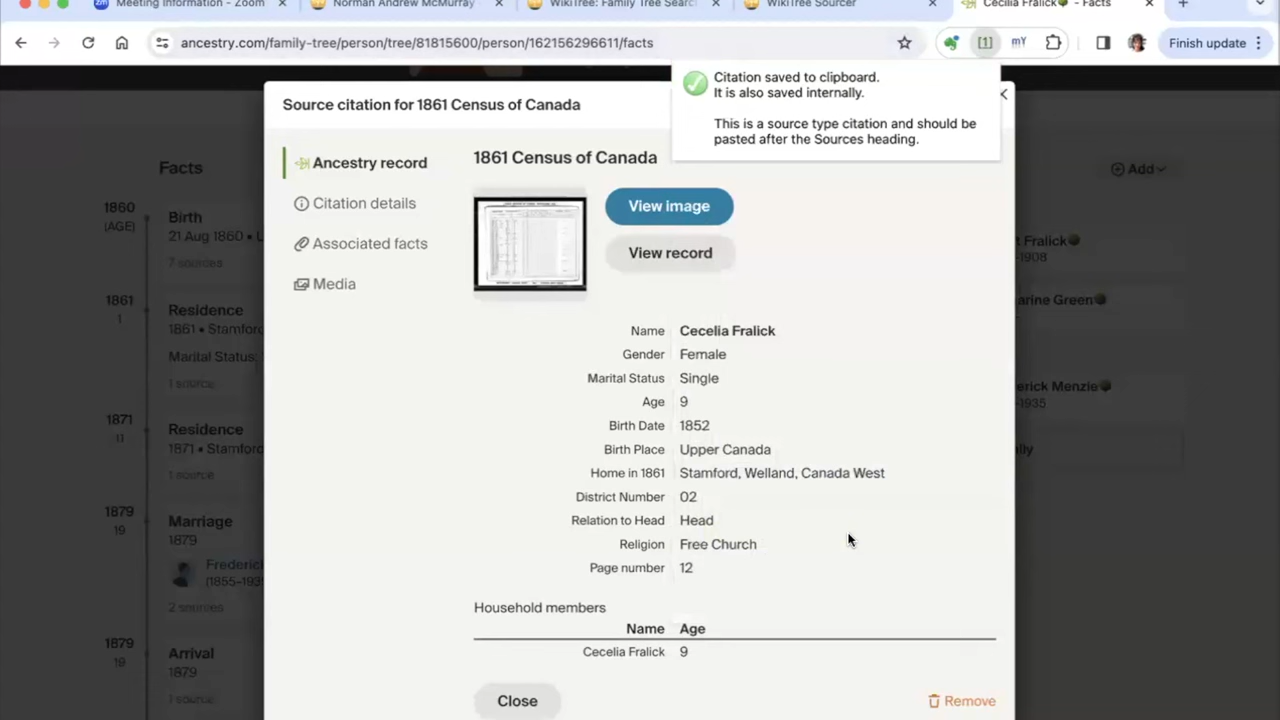 Meeting Information - Zoom
Norman Andrew McMurray
WikiTree: Family Tree Searc
WikiTree Sourcer
Cecilia Fralick - Facts
ancestry.com/family-tree/person/tree/81815600/person/162156296611/facts
[1]
mY
Finish update
Citation saved to clipboard.
It is also saved internally.
This is a source type citation and should be
pasted after the Sources heading.
Source citation for 1861 Census of Canada
Ancestry record
Citation details
Associated facts
Media
1861 Census of Canada
View image
View record
Name Cecelia Fralick
Gender Female
Marital Status Single
Age 9
Birth Date 1852
Birth Place Upper Canada
Home in 1861 Stamford, Welland, Canada West
District Number 02
Relation to Head Head
Religion Free Church
Page number 12
Household members
Name Age
Cecelia Fralick 9
Close
Remove
Facts
Add
1860
(AGE)
Birth
21 Aug 1860 •
7 sources
1861
1
Residence
1861 • Stamford
Marital Status:
1 source
1871
11
Residence
1871 • Stamford
1 source
1879
19
Marriage
1879
Frederic
(1855–193
2 sources
1879
19
Arrival
1879
1 source
t Fralick
-1908
arine Green
erick Menzie
–1935
ily